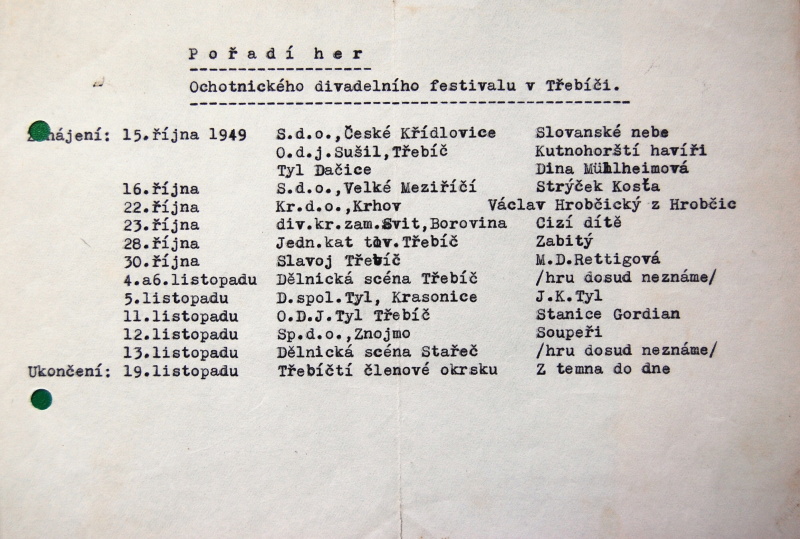 Pořadí her
Ochotnického divadelního festivalu v Třebíči.
Zahájení: 15.října 1949 S.d.o.,České Křídlovice Slovanské nebe
O.d.j.Sušil,Třebíč Kutnohorští havíři
Tyl Dačice Dina Mühlheimová
16.října S.d.o.,Velké Meziříčí Strýček Kosťa
22.října Kr.d.o.,Krhov Václav Hrobčický z Hrobčic
23.října div.kr.zam.Svit,Borovina Cizí dítě
28.října Jedn.kat tov.Třebíč Zabitý
30.října Slavoj Třebíč M.D.Rettigová
4.a6.listopadu Dělnická scéna Třebíč /hru dosud neznáme/
5.listopadu D.spol.Tyl, Krasonice J.K.Tyl
11.listopadu O.D.J.Tyl Třebíč Stanice Gordian
12.listopadu Sp.d.o.,Znojmo Soupeři
13.listopadu Dělnická scéna Stařeč /hru dosud neznáme/
Ukončení: 19.listopadu Třebíčtí členové okrsku Z temna do dne